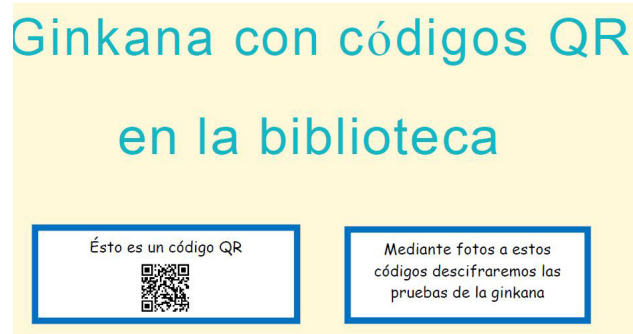 Ginkana con códigos QR
en la biblioteca
Ésto es un código QR
Mediante fotos a estos
códigos descifraremos las
pruebas de la ginkana